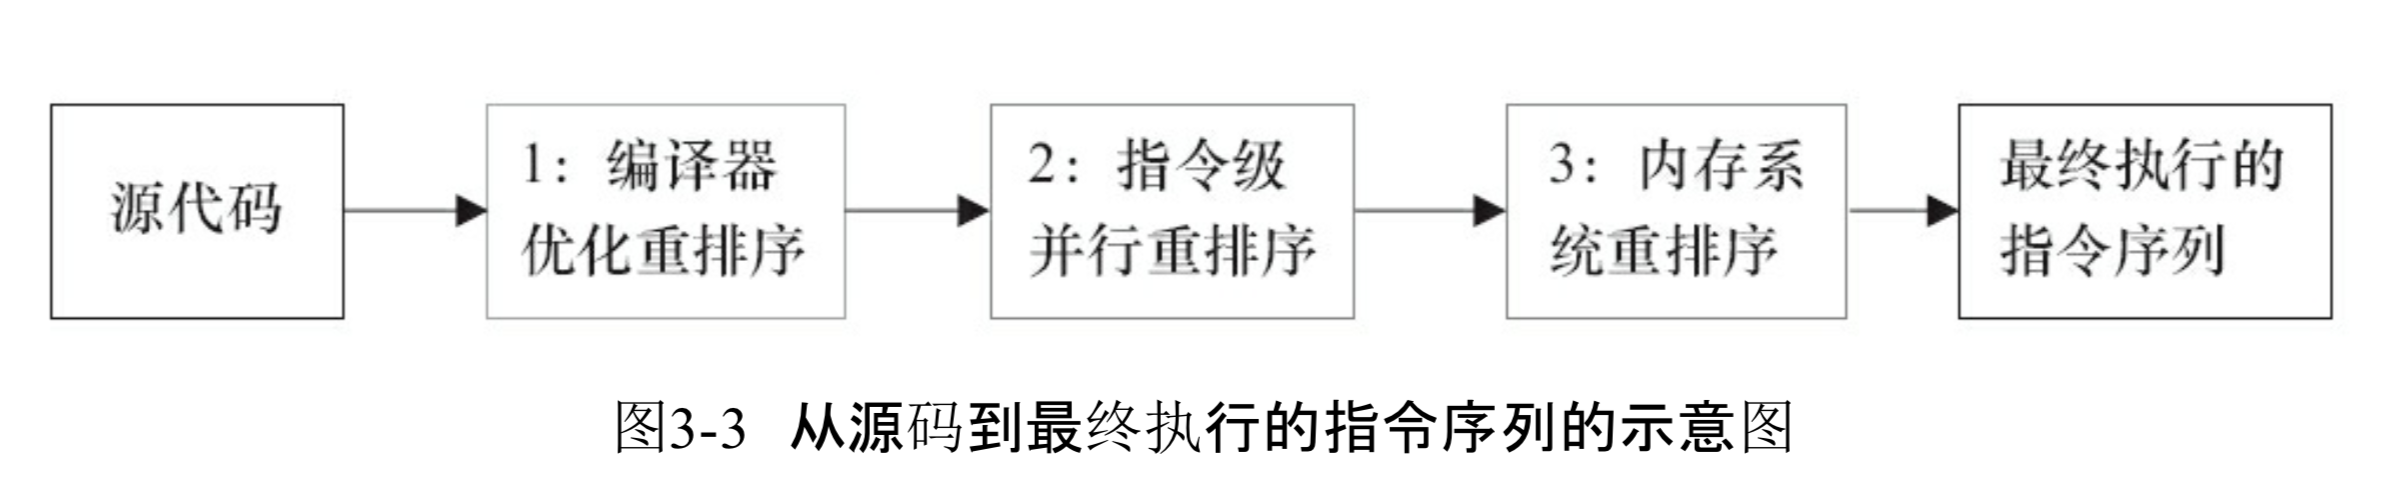 源代码
1：编译器
优化重排序
2：指令级
并行重排序
3：内存系
统重排序
最终执行的
指令序列
图3-3 从源码到最终执行的指令序列的示意图